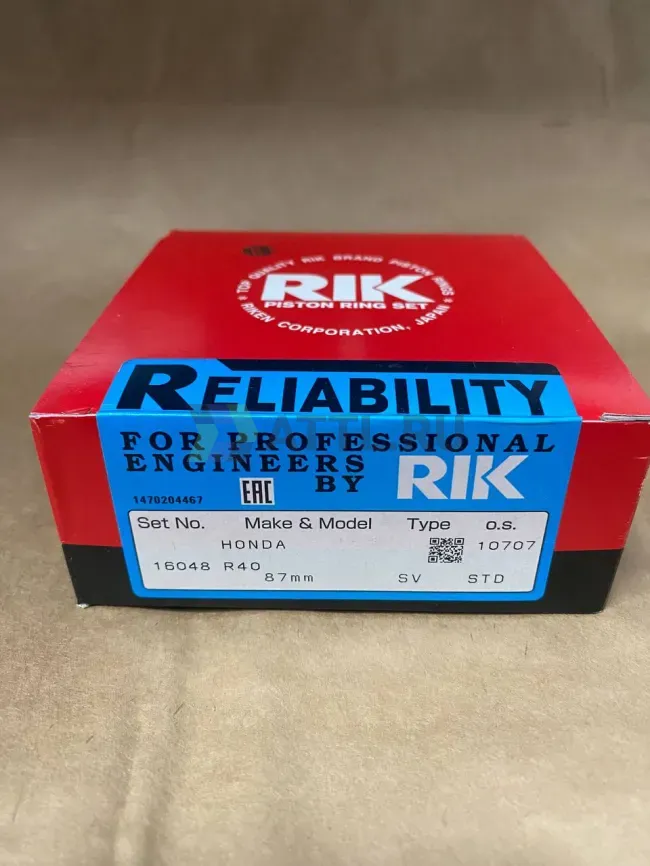 TOP QUALITY RIK BRAND PISTON RINGS
RIK
PISTON RING SET
RIKEN CORPORATION, JAPAN
RELIABILITY
FOR PROFESSIONAL
ENGINEERS
BY RIK
1470204467
EAC
Set No. Make & Model Type o.s.
HONDA 10707
16048 R40
87mm SV STD